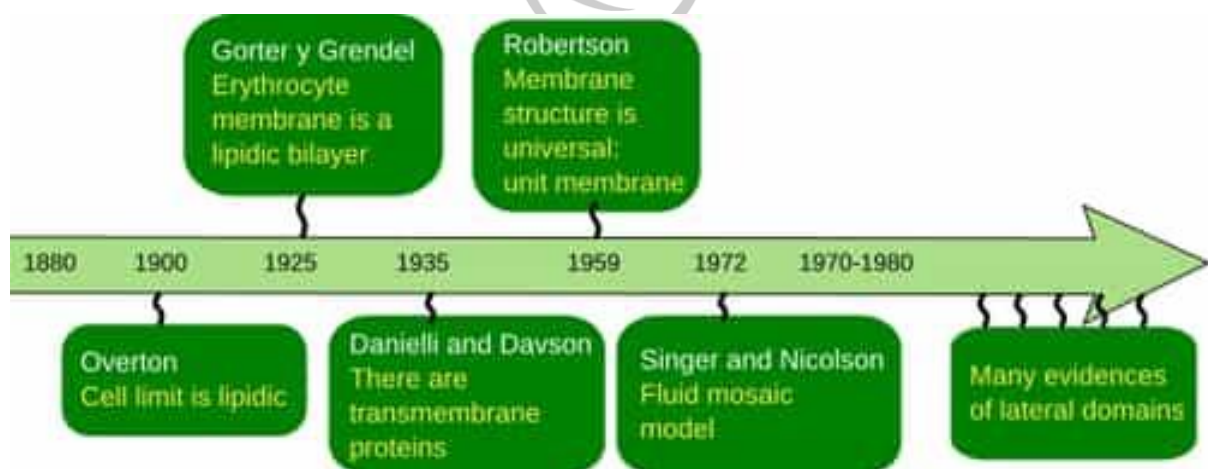 Gorter y Grendel
Erythrocyte
membrane is a
lipidic bilayer
Robertson
Membrane
structure is
universal:
unit membrane
1880 1900 1925 1935 1959 1972 1970-1980
Overton
Cell limit is lipidic
Danielli and Davson
There are
transmembrane
proteins
Singer and Nicolson
Fluid mosaic
model
Many evidences
of lateral domains